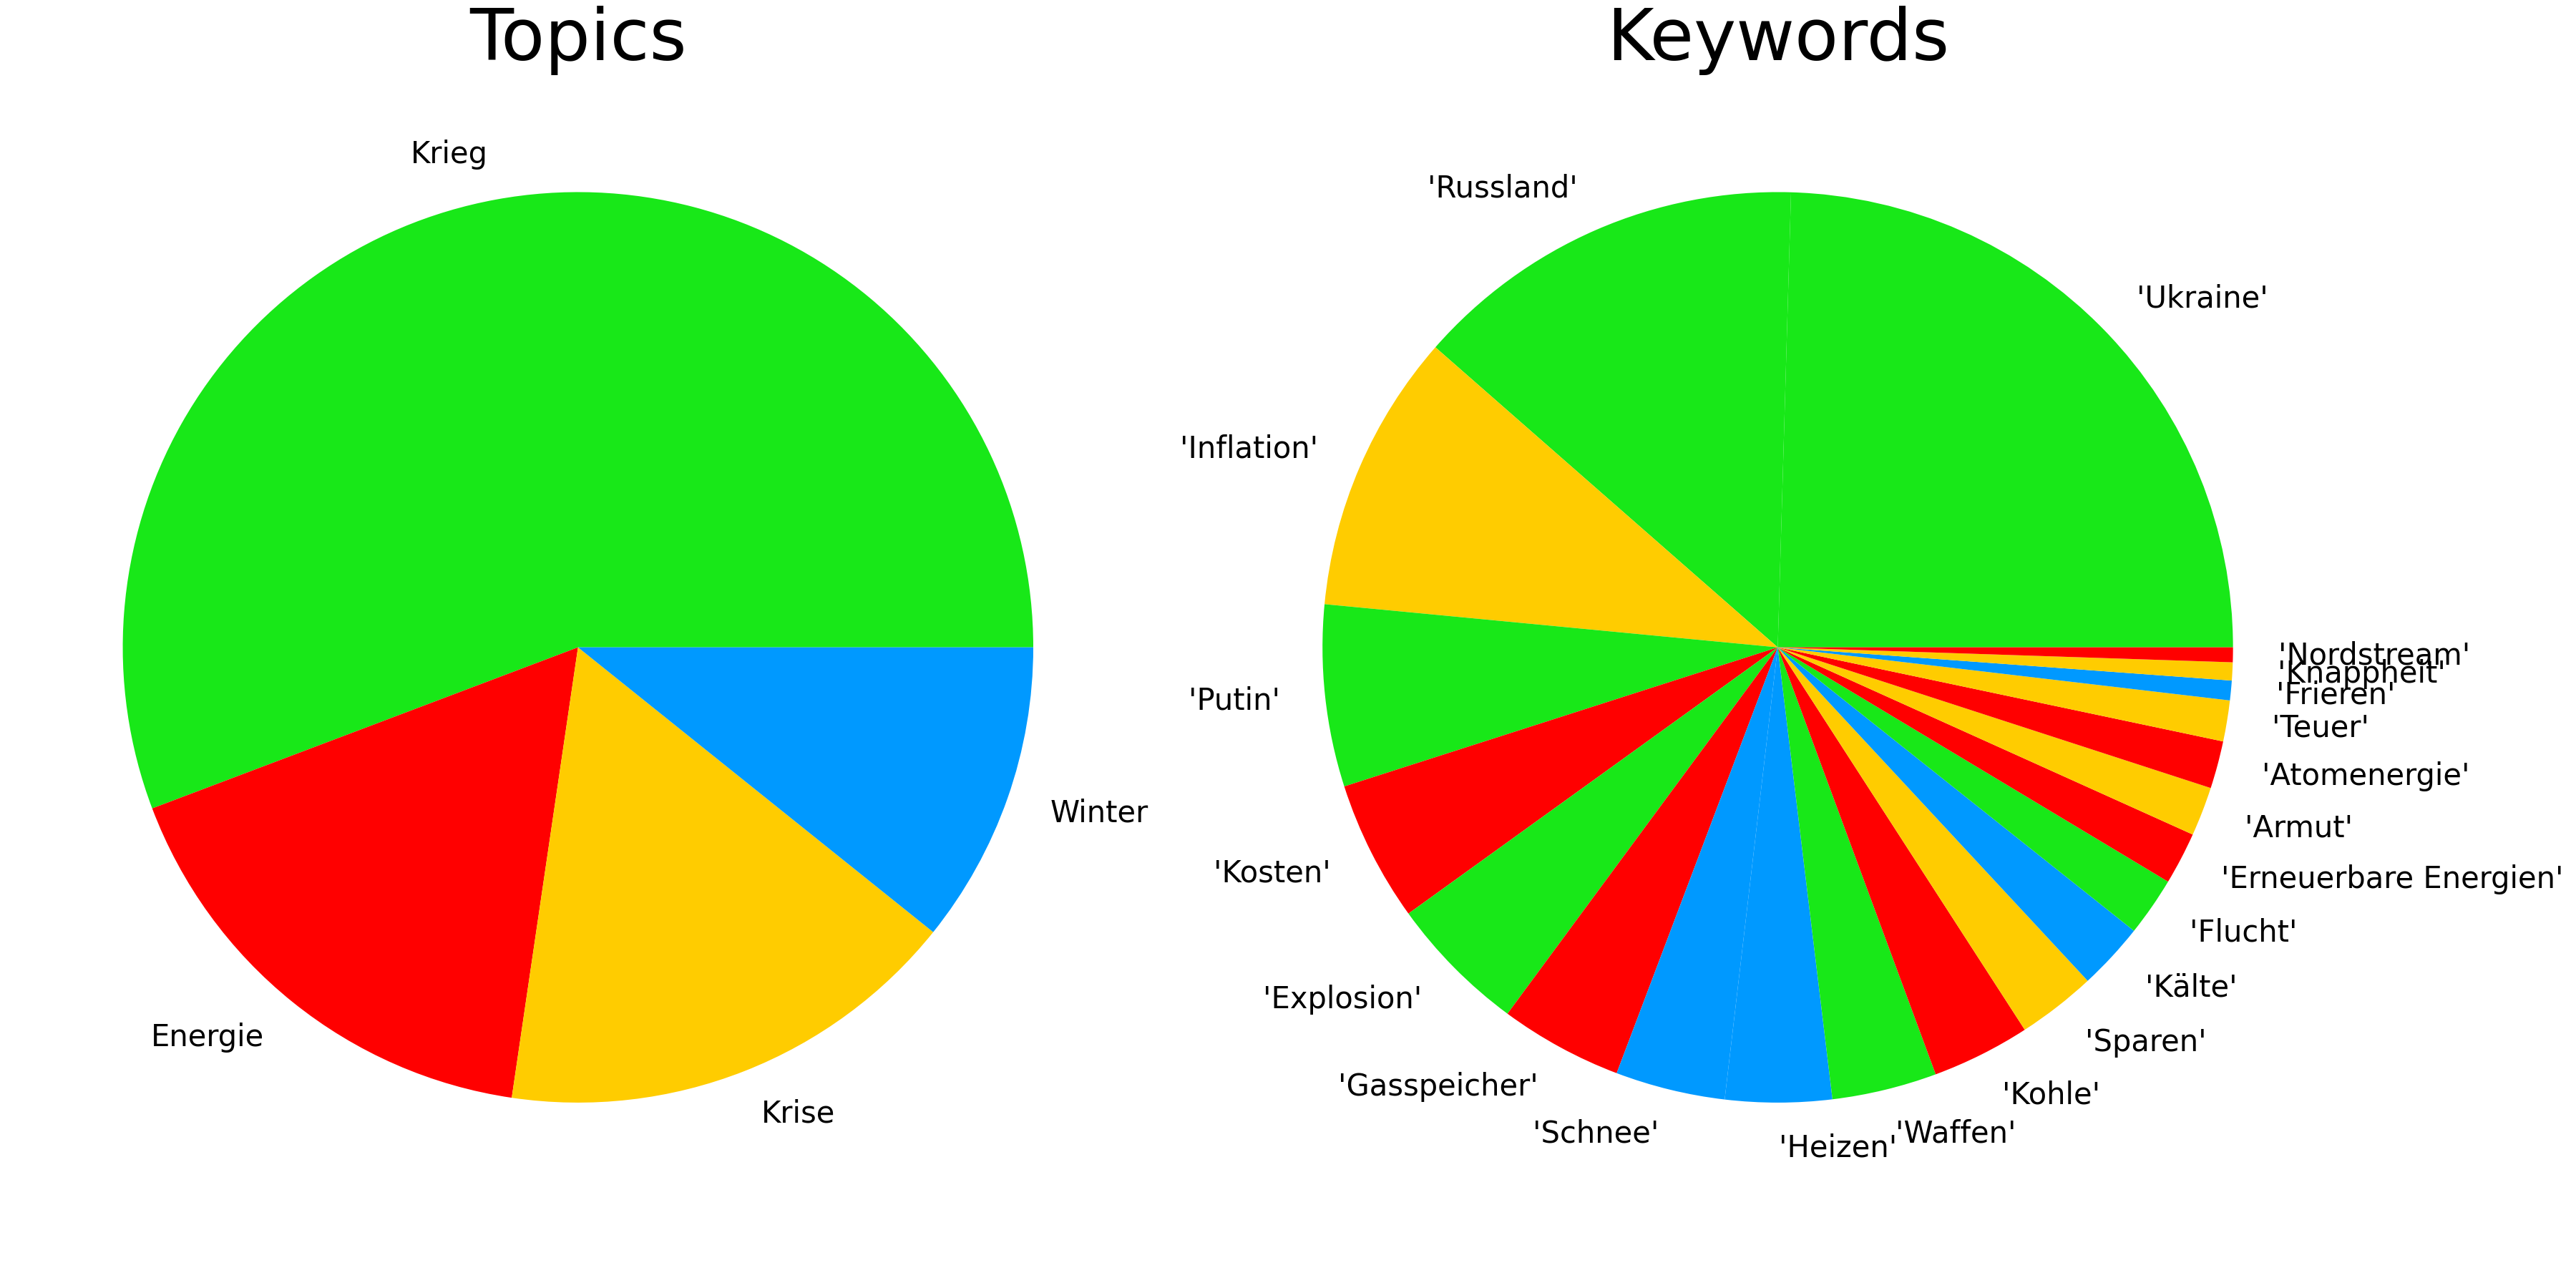 Topics
Krieg
Energie
Krise
Winter
Keywords
'Ukraine'
'Russland'
'Inflation'
'Putin'
'Kosten'
'Explosion'
'Gasspeicher'
'Schnee'
'Heizen'
'Waffen'
'Kohle'
'Sparen'
'Kälte'
'Flucht'
'Erneuerbare Energien'
'Armut'
'Atomenergie'
'Teuer'
'Frieren'
'Knappheit'
'Nordstream'